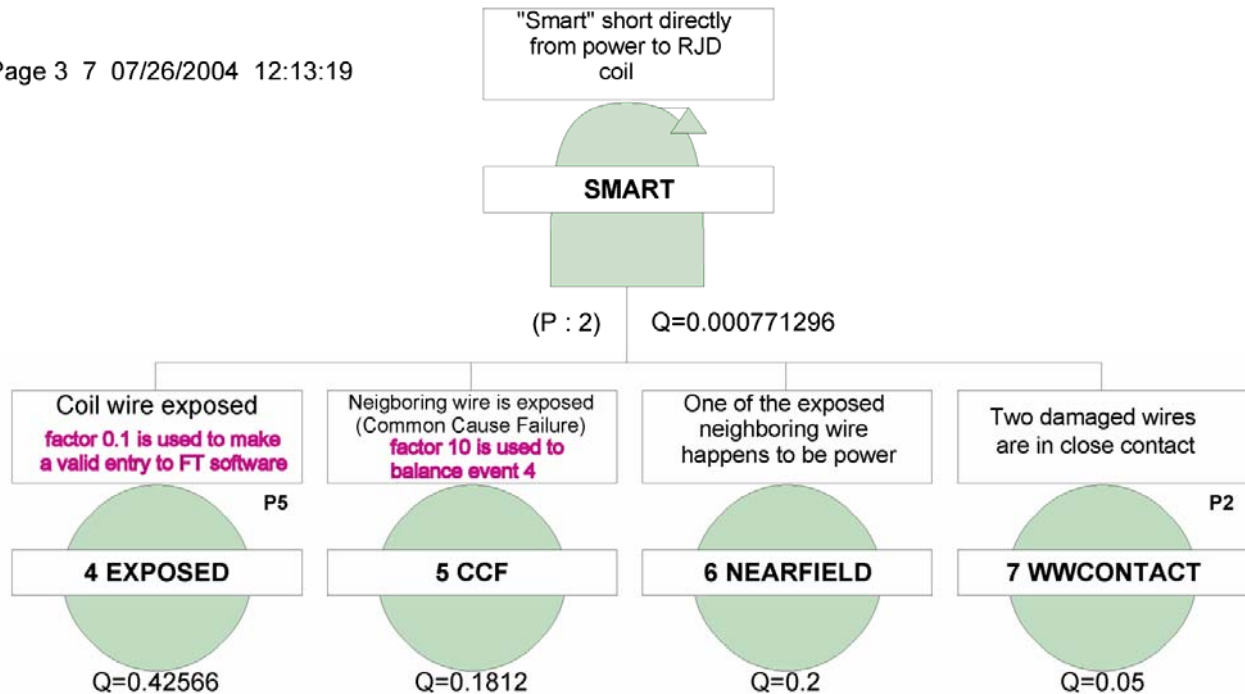 "Smart" short directly
from power to RJD
coil
Page 3 7 07/26/2004 12:13:19
SMART
(P : 2) Q=0.000771296
Coil wire exposed
factor 0.1 is used to make
a valid entry to FT software
P5
4 EXPOSED
Q=0.42566
Neigboring wire is exposed
(Common Cause Failure)
factor 10 is used to
balance event 4
5 CCF
Q=0.1812
One of the exposed
neighboring wire
happens to be power
6 NEARFIELD
Q=0.2
Two damaged wires
are in close contact
P2
7 WWCONTACT
Q=0.05